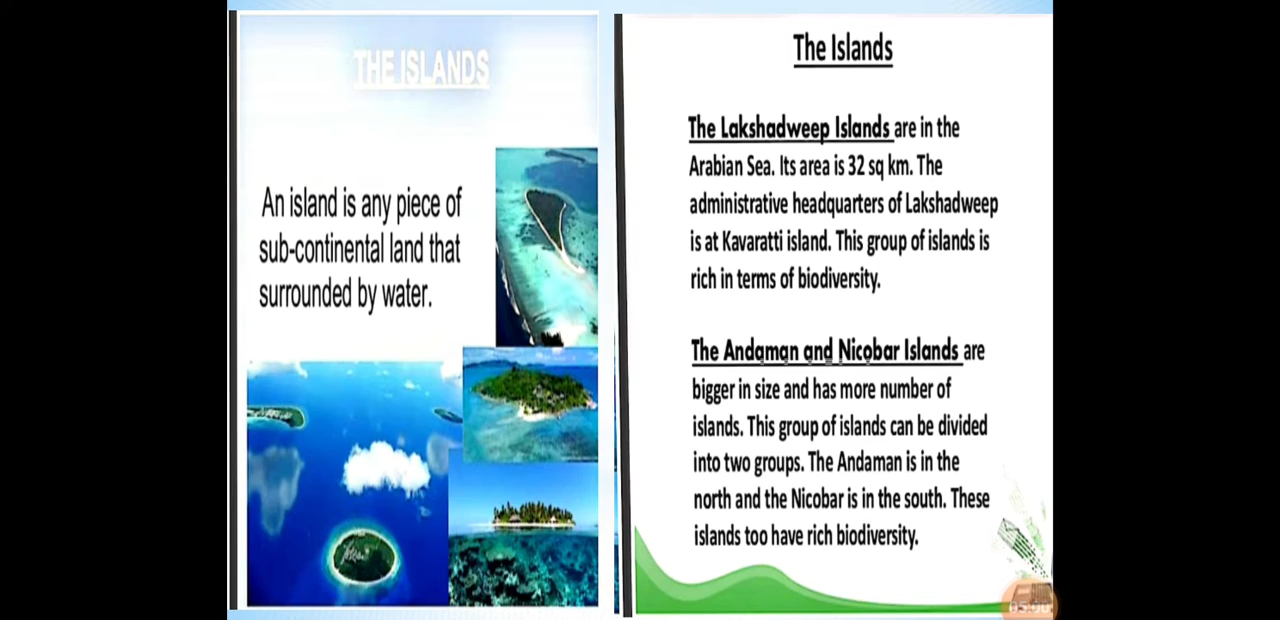 THE ISLANDS
An island is any piece of
sub-continental land that
surrounded by water.
The Islands
The Lakshadweep Islands are in the
Arabian Sea. Its area is 32 sq km. The
administrative headquarters of Lakshadweep
is at Kavaratti island. This group of islands is
rich in terms of biodiversity.
The Andaman and Nicobar Islands are
bigger in size and has more number of
islands. This group of islands can be divided
into two groups. The Andaman is in the
north and the Nicobar is in the south. These
islands too have rich biodiversity.
05:00